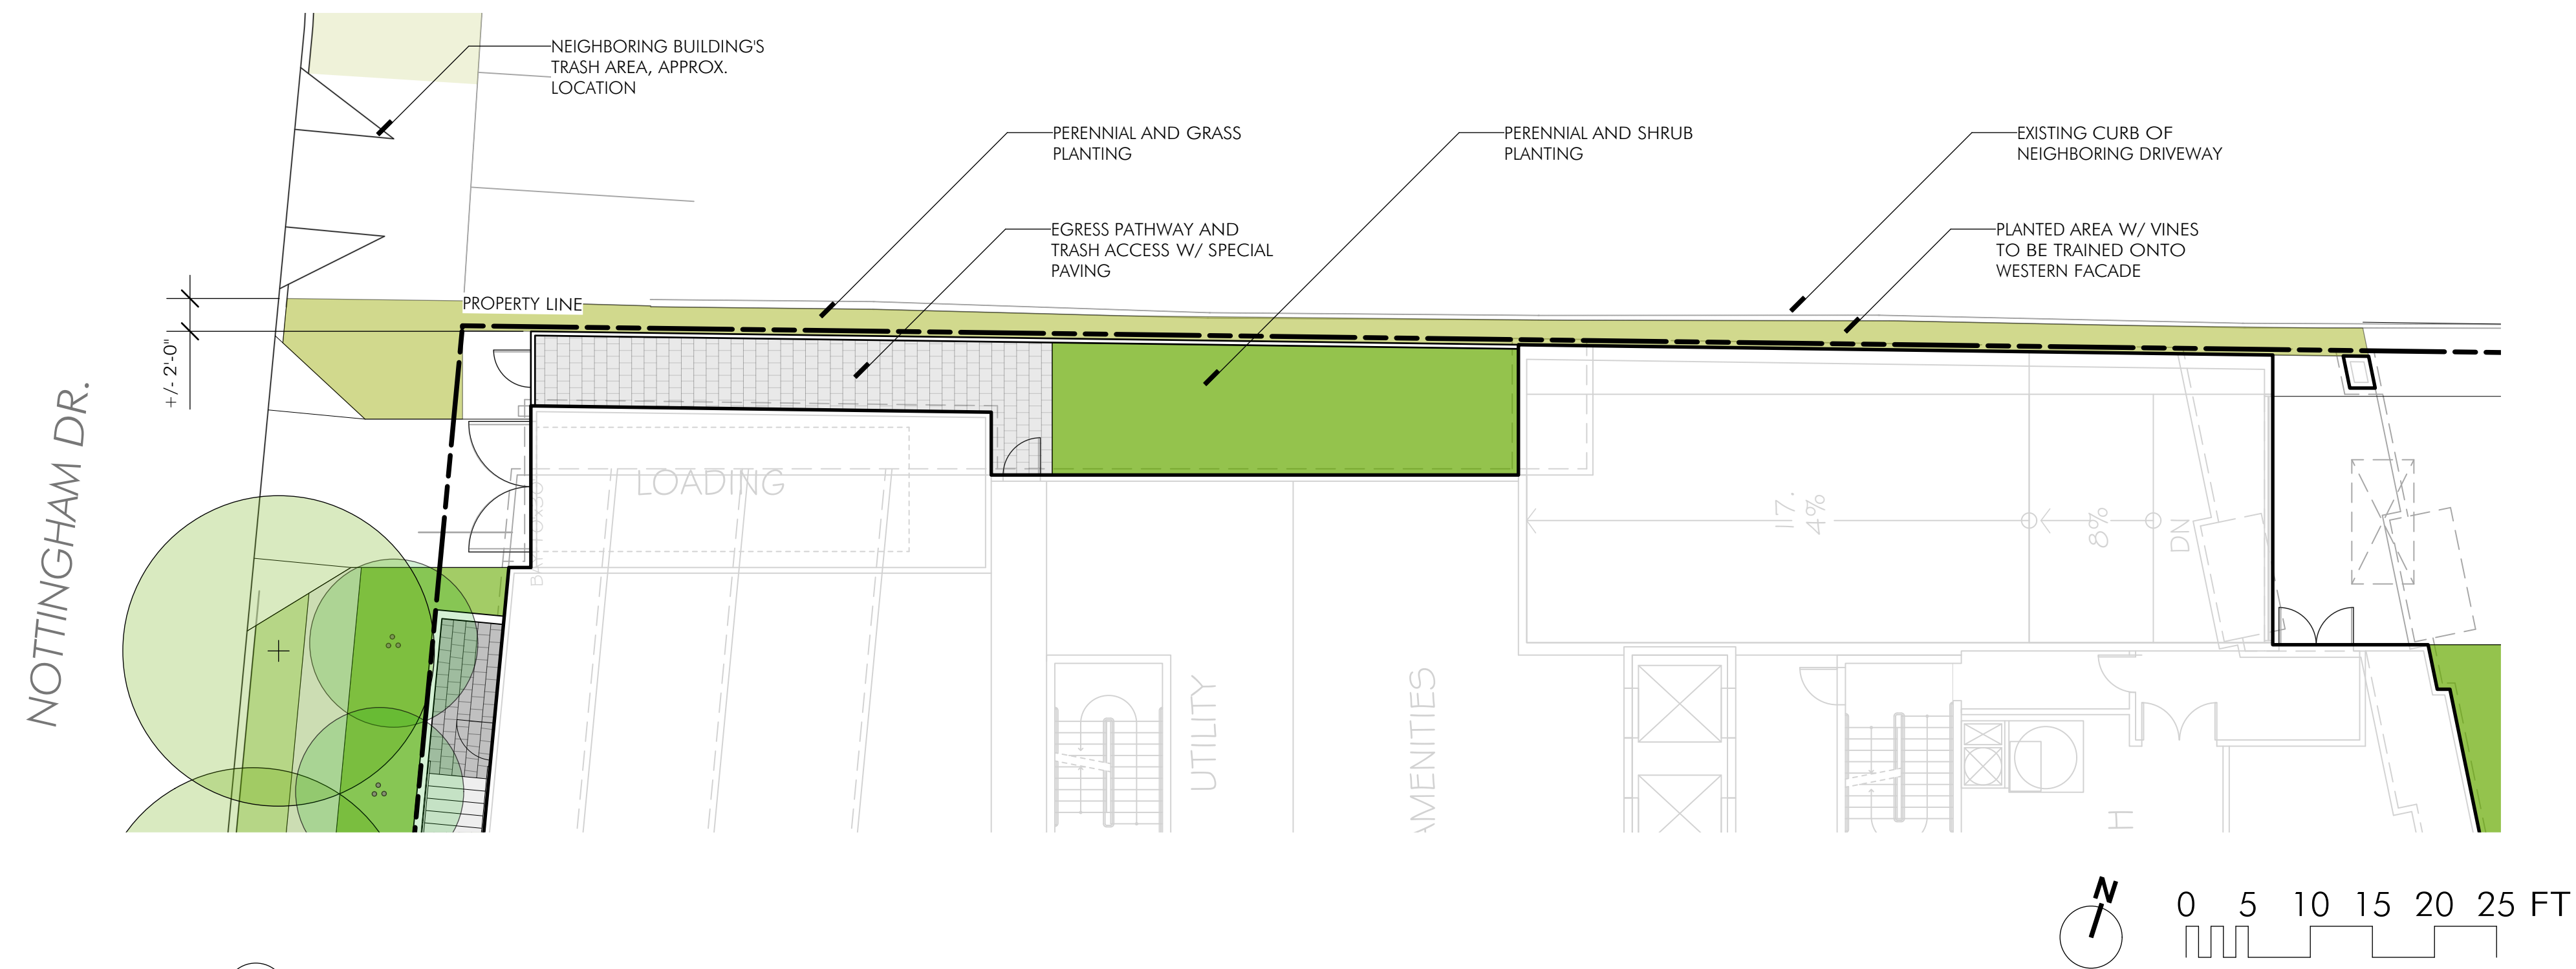 NEIGHBORING BUILDING'S
TRASH AREA, APPROX.
LOCATION
PERENNIAL AND GRASS
PLANTING
PERENNIAL AND SHRUB
PLANTING
EXISTING CURB OF
NEIGHBORING DRIVEWAY
EGRESS PATHWAY AND
TRASH ACCESS W/ SPECIAL
PAVING
PLANTED AREA W/ VINES
TO BE TRAINED ONTO
WESTERN FACADE
PROPERTY LINE
+/- 2'-0"
NOTTINGHAM DR.
LOADING
17.
4%
8%
DN
UTILITY
AMENITIES
H
N
0 5 10 15 20 25 FT